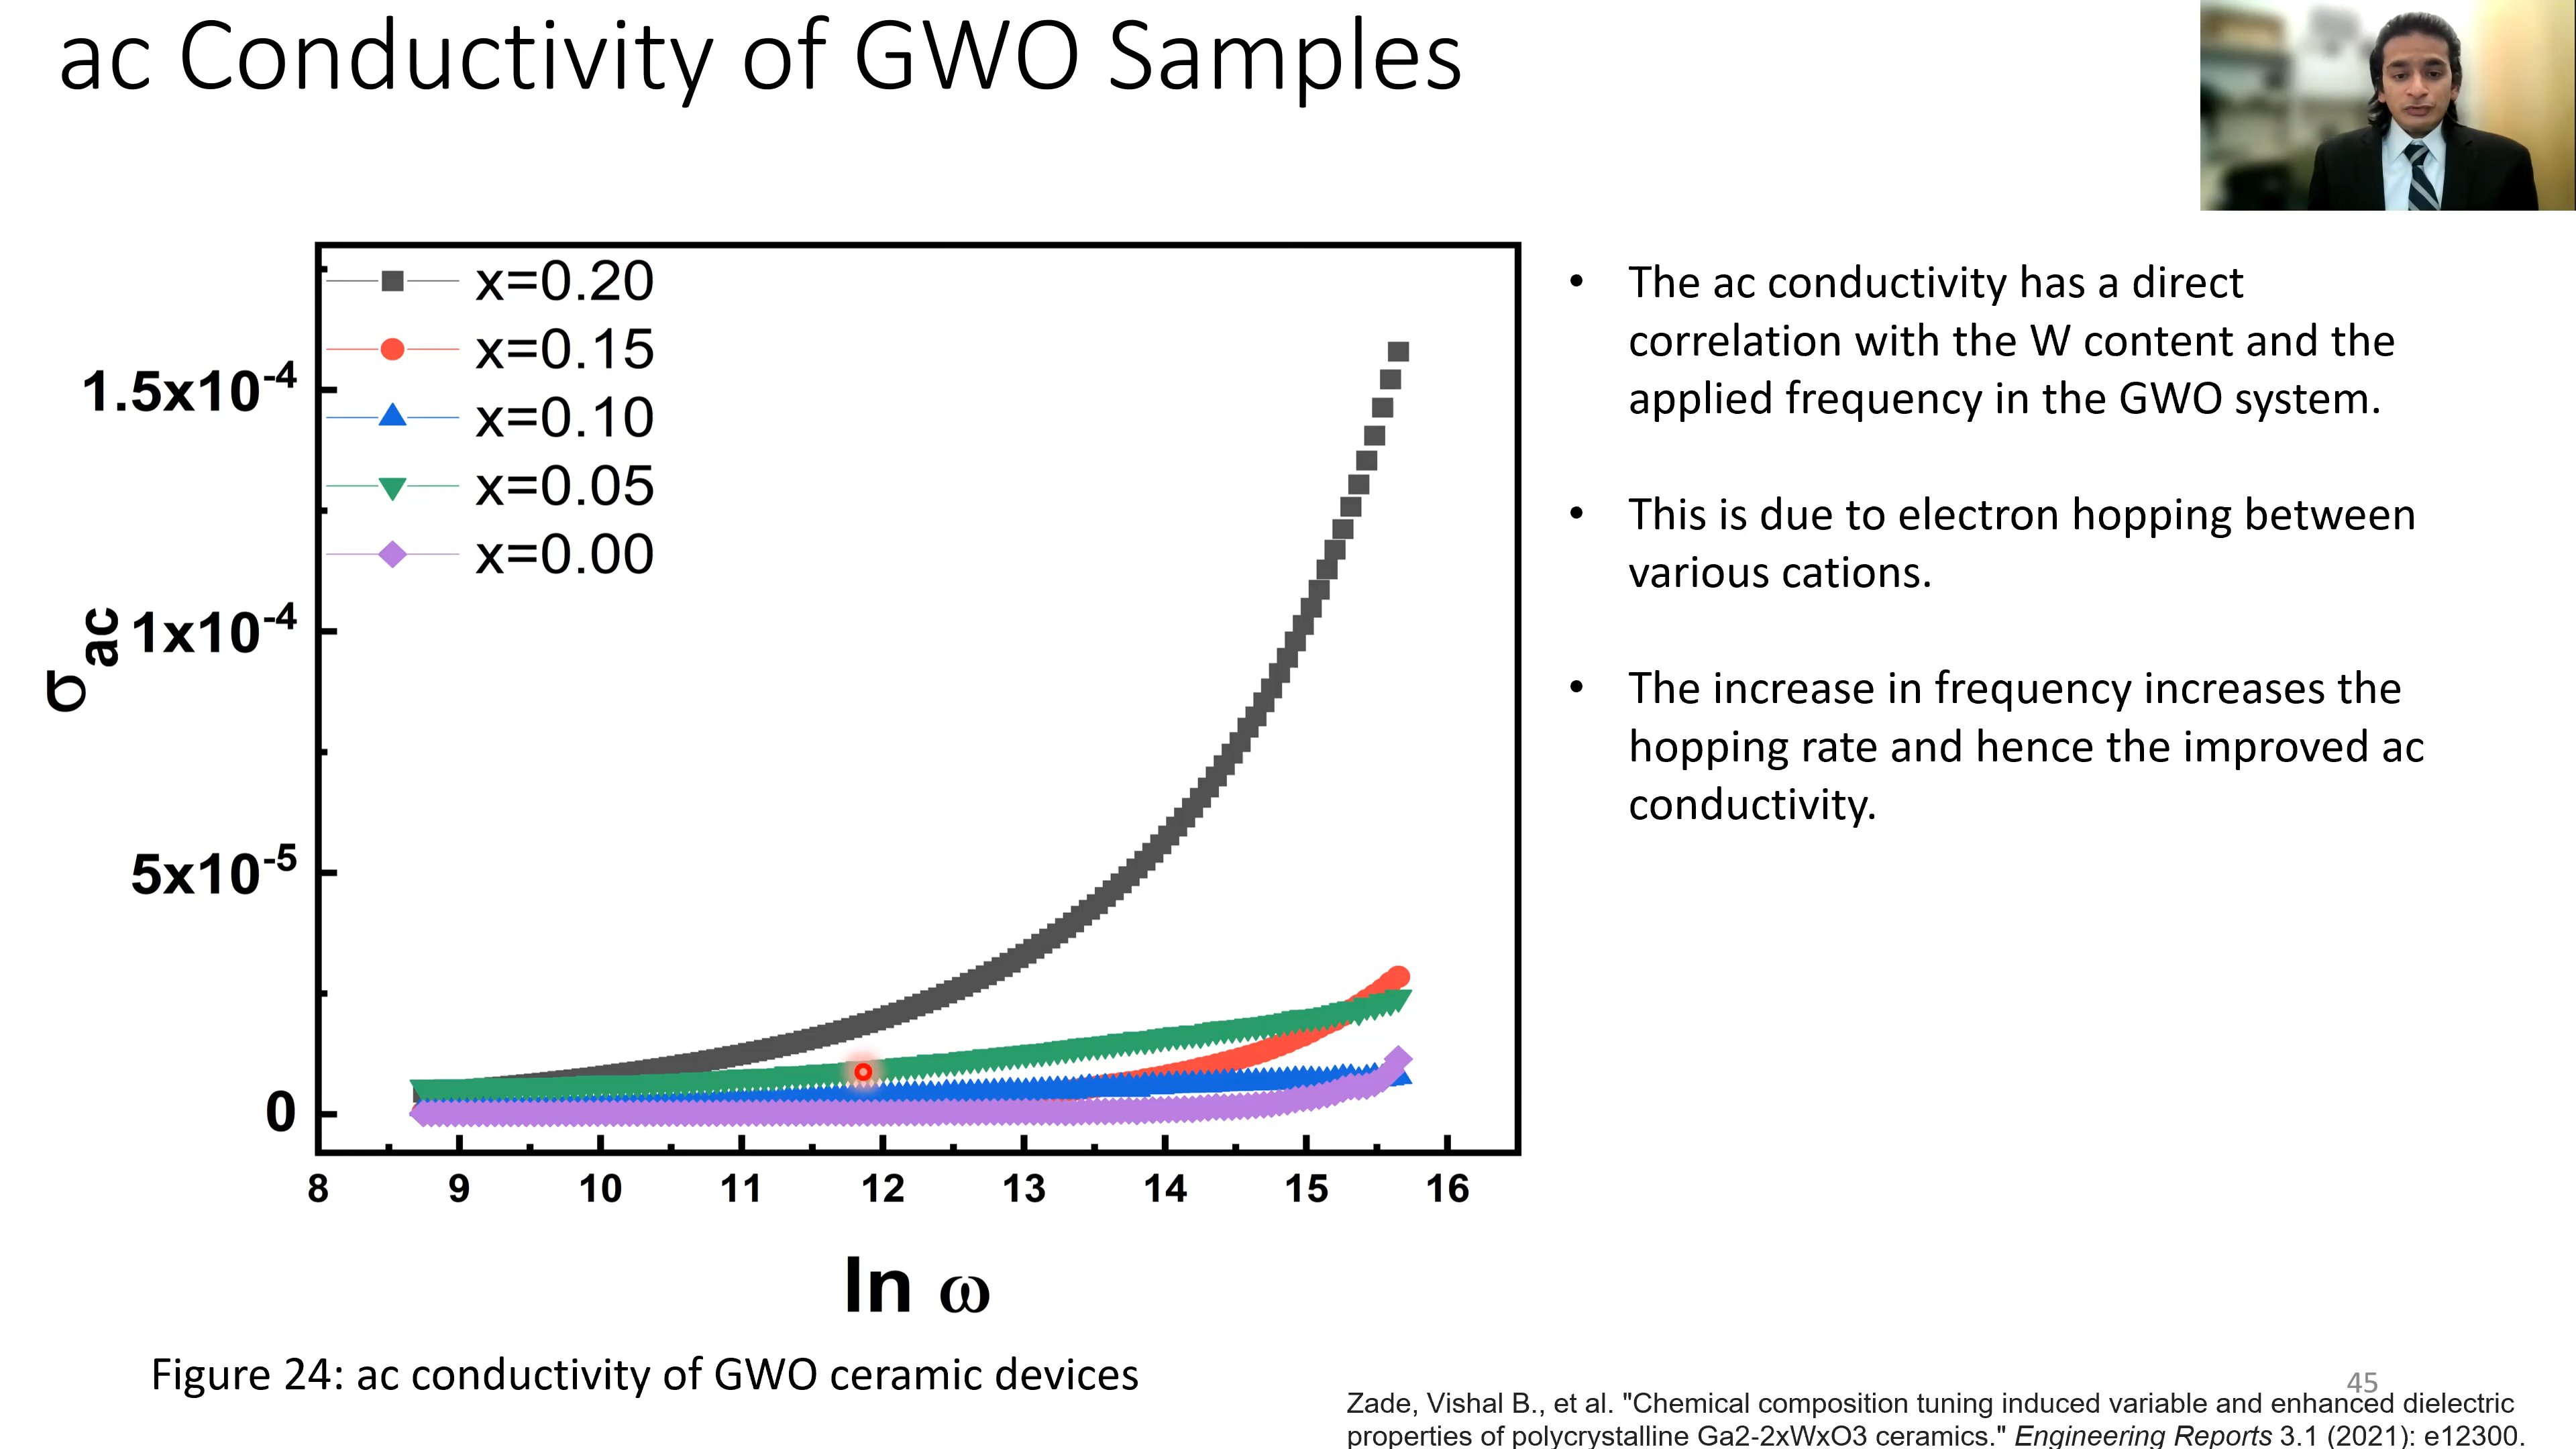 ac Conductivity of GWO Samples
x=0.20
x=0.15
x=0.10
x=0.05
x=0.00
1.5x10-4
1x10-4
5x10-5
0
σac
8 9 10 11 12 13 14 15 16
ln ω
Figure 24: ac conductivity of GWO ceramic devices
• The ac conductivity has a direct
correlation with the W content and the
applied frequency in the GWO system.
• This is due to electron hopping between
various cations.
• The increase in frequency increases the
hopping rate and hence the improved ac
conductivity.
45
Zade, Vishal B., et al. "Chemical composition tuning induced variable and enhanced dielectric
properties of polycrystalline Ga2-2xWxO3 ceramics." Engineering Reports 3.1 (2021): e12300.